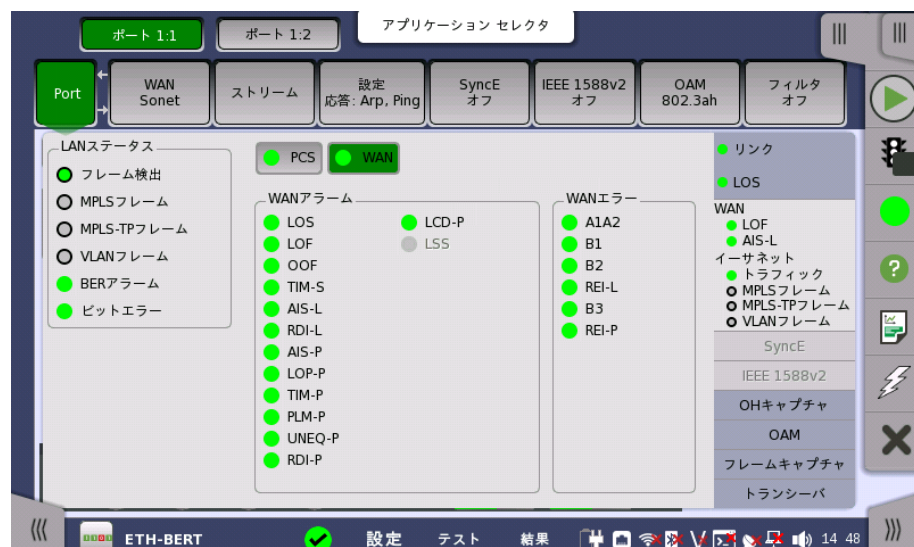 アプリケーション セレクタ
ポート 1:1
ポート 1:2
Port
WAN
Sonet
ストリーム
設定
応答: Arp, Ping
SyncE
オフ
IEEE 1588v2
オフ
OAM
802.3ah
フィルタ
オフ
LANステータス
フレーム検出
MPLSフレーム
MPLS-TPフレーム
VLANフレーム
BERアラーム
ビットエラー
PCS
WAN
WANアラーム
LOS
LOF
OOF
TIM-S
AIS-L
RDI-L
AIS-P
LOP-P
TIM-P
PLM-P
UNEQ-P
RDI-P
LCD-P
LSS
WANエラー
A1A2
B1
B2
REI-L
B3
REI-P
リンク
LOS
WAN
LOF
AIS-L
イーサネット
トラフィック
MPLSフレーム
MPLS-TPフレーム
VLANフレーム
SyncE
IEEE 1588v2
OHキャプチャ
OAM
フレームキャプチャ
トランシーバ
ETH-BERT
設定
テスト
結果
14 48